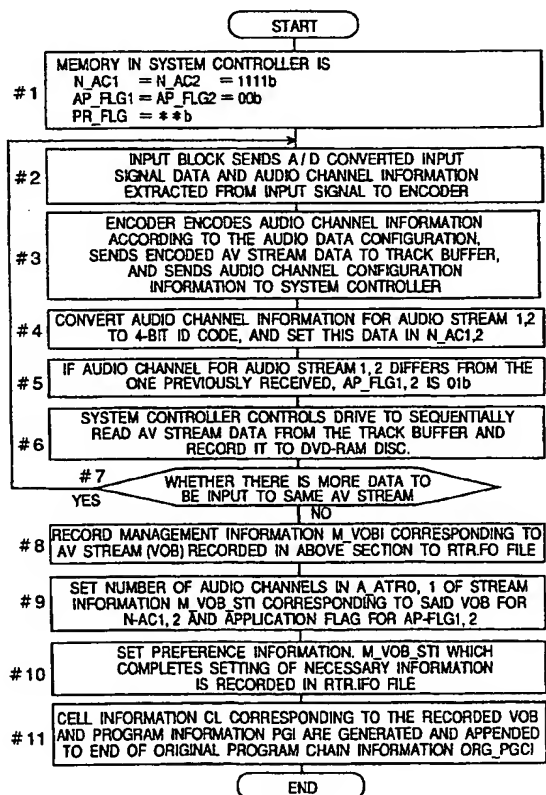 START
#1
MEMORY IN SYSTEM CONTROLLER IS
N_AC1 = N_AC2 = 1111b
AP_FLG1 = AP_FLG2 = 00b
PR_FLG = **b
#2
INPUT BLOCK SENDS A/D CONVERTED INPUT
SIGNAL DATA AND AUDIO CHANNEL INFORMATION
EXTRACTED FROM INPUT SIGNAL TO ENCODER
#3
ENCODER ENCODES AUDIO CHANNEL INFORMATION
ACCORDING TO THE AUDIO DATA CONFIGURATION,
SENDS ENCODED AV STREAM DATA TO TRACK BUFFER,
AND SENDS AUDIO CHANNEL CONFIGURATION
INFORMATION TO SYSTEM CONTROLLER
#4
CONVERT AUDIO CHANNEL INFORMATION FOR AUDIO STREAM 1,2
TO 4-BIT ID CODE, AND SET THIS DATA IN N_AC1,2
#5
IF AUDIO CHANNEL FOR AUDIO STREAM 1,2 DIFFERS FROM THE
ONE PREVIOUSLY RECEIVED, AP_FLG1, 2 IS 01b
#6
SYSTEM CONTROLLER CONTROLS DRIVE TO SEQUENTIALLY
READ AV STREAM DATA FROM THE TRACK BUFFER AND
RECORD IT TO DVD-RAM DISC.
#7
WHETHER THERE IS MORE DATA TO
BE INPUT TO SAME AV STREAM
YES
NO
#8
RECORD MANAGEMENT INFORMATION M_VOBI CORRESPONDING TO
AV STREAM (VOB) RECORDED IN ABOVE SECTION TO RTR.FO FILE
#9
SET NUMBER OF AUDIO CHANNELS IN A_ATR0, 1 OF STREAM
INFORMATION M_VOB_STI CORRESPONDING TO SAID VOB FOR
N-AC1, 2 AND APPLICATION FLAG FOR AP-FLG1, 2
#10
SET PREFERENCE INFORMATION. M_VOB_STI WHICH
COMPLETES SETTING OF NECESSARY INFORMATION
IS RECORDED IN RTR.IFO FILE
#11
CELL INFORMATION CL CORRESPONDING TO THE RECORDED VOB
AND PROGRAM INFORMATION PGI ARE GENERATED AND APPENDED
TO END OF ORIGINAL PROGRAM CHAIN INFORMATION ORG_PGCI
END